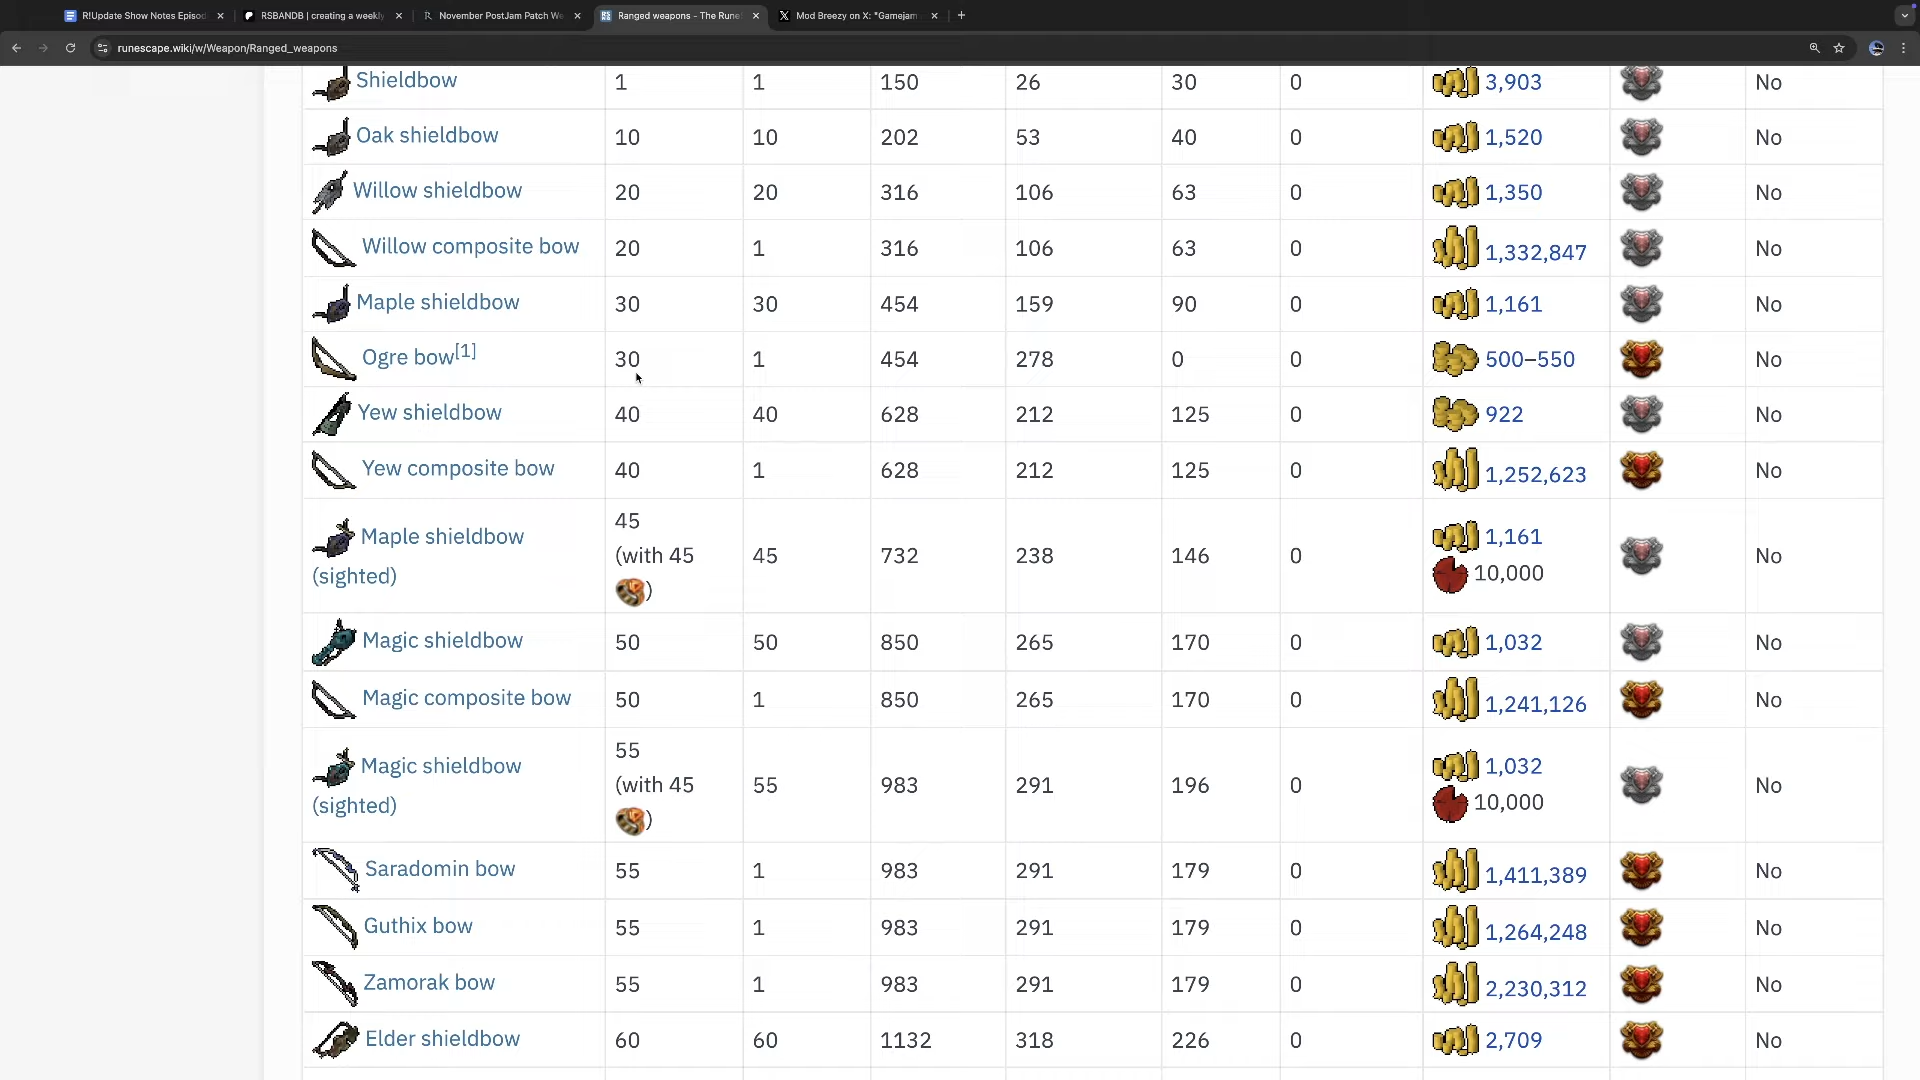 R!Update Show Notes Episod
RSBANDB | creating a weekly
November PostJam Patch We
Ranged weapons - The Rune
Mod Breezy on X: "Gamejam
runescape.wiki/w/Weapon/Ranged_weapons
Shieldbow 1 1 150 26 30 0 3,903 No
Oak shieldbow 10 10 202 53 40 0 1,520 No
Willow shieldbow 20 20 316 106 63 0 1,350 No
Willow composite bow 20 1 316 106 63 0 1,332,847 No
Maple shieldbow 30 30 454 159 90 0 1,161 No
Ogre bow[1] 30 1 454 278 0 0 500–550 No
Yew shieldbow 40 40 628 212 125 0 922 No
Yew composite bow 40 1 628 212 125 0 1,252,623 No
45
Maple shieldbow 1,161
(with 45 45 732 238 146 0 No
(sighted) 10,000
)
Magic shieldbow 50 50 850 265 170 0 1,032 No
Magic composite bow 50 1 850 265 170 0 1,241,126 No
55
Magic shieldbow 1,032
(with 45 55 983 291 196 0 No
(sighted) 10,000
)
Saradomin bow 55 1 983 291 179 0 1,411,389 No
Guthix bow 55 1 983 291 179 0 1,264,248 No
Zamorak bow 55 1 983 291 179 0 2,230,312 No
Elder shieldbow 60 60 1132 318 226 0 2,709 No